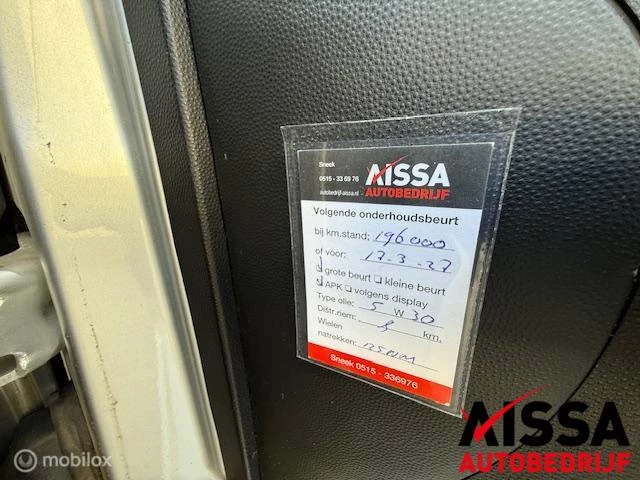 Sneek
0515 - 33 69 76
autobedrijf-aissa.nl
AISSA
AUTOBEDRIJF
Volgende onderhoudsbeurt
bij km.stand: 196000
of voor: 17-3-27
grote beurt kleine beurt
APK volgens display
Type olie: 5 W 30
Distr.riem: km.
Wielen
natrekken: 125NM
Sneek 0515 - 336976
AISSA
AUTOBEDRIJF
mobilox